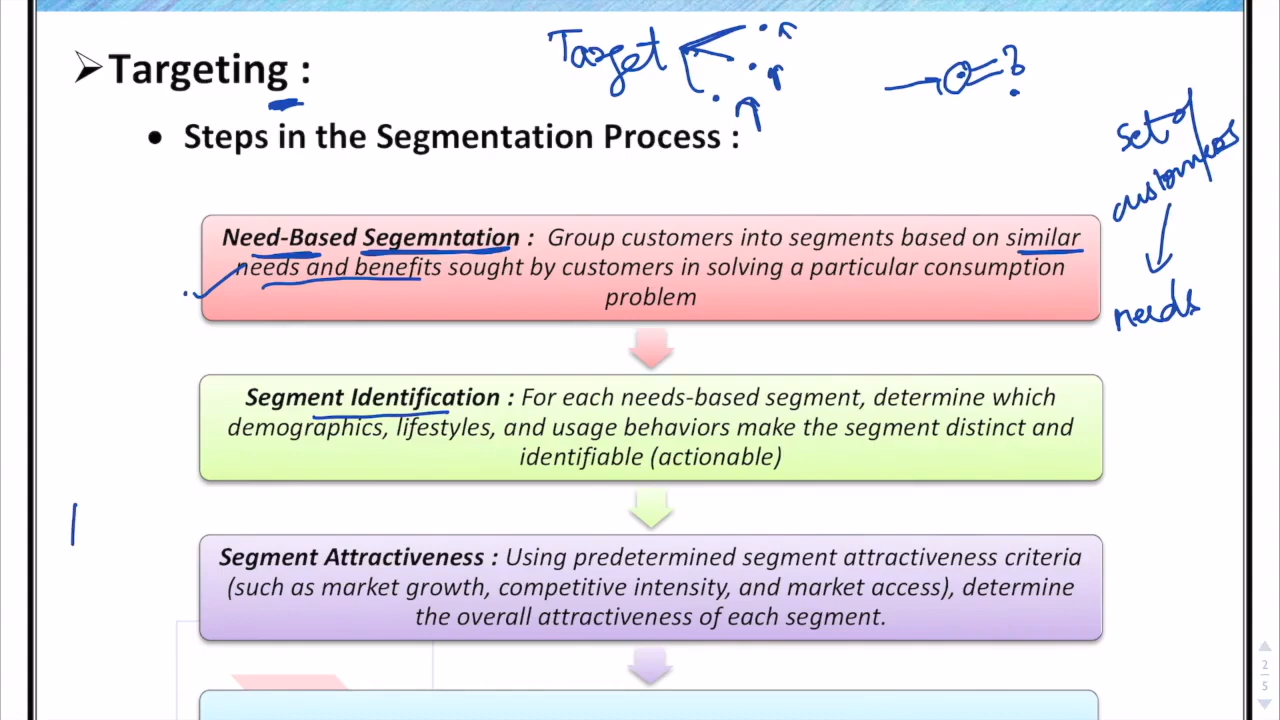 Targeting :
Target
?
Steps in the Segmentation Process :
set of
customers
needs
Need-Based Segemntation : Group customers into segments based on similar
needs and benefits sought by customers in solving a particular consumption
problem
Segment Identification : For each needs-based segment, determine which
demographics, lifestyles, and usage behaviors make the segment distinct and
identifiable (actionable)
Segment Attractiveness : Using predetermined segment attractiveness criteria
(such as market growth, competitive intensity, and market access), determine
the overall attractiveness of each segment.
2
5